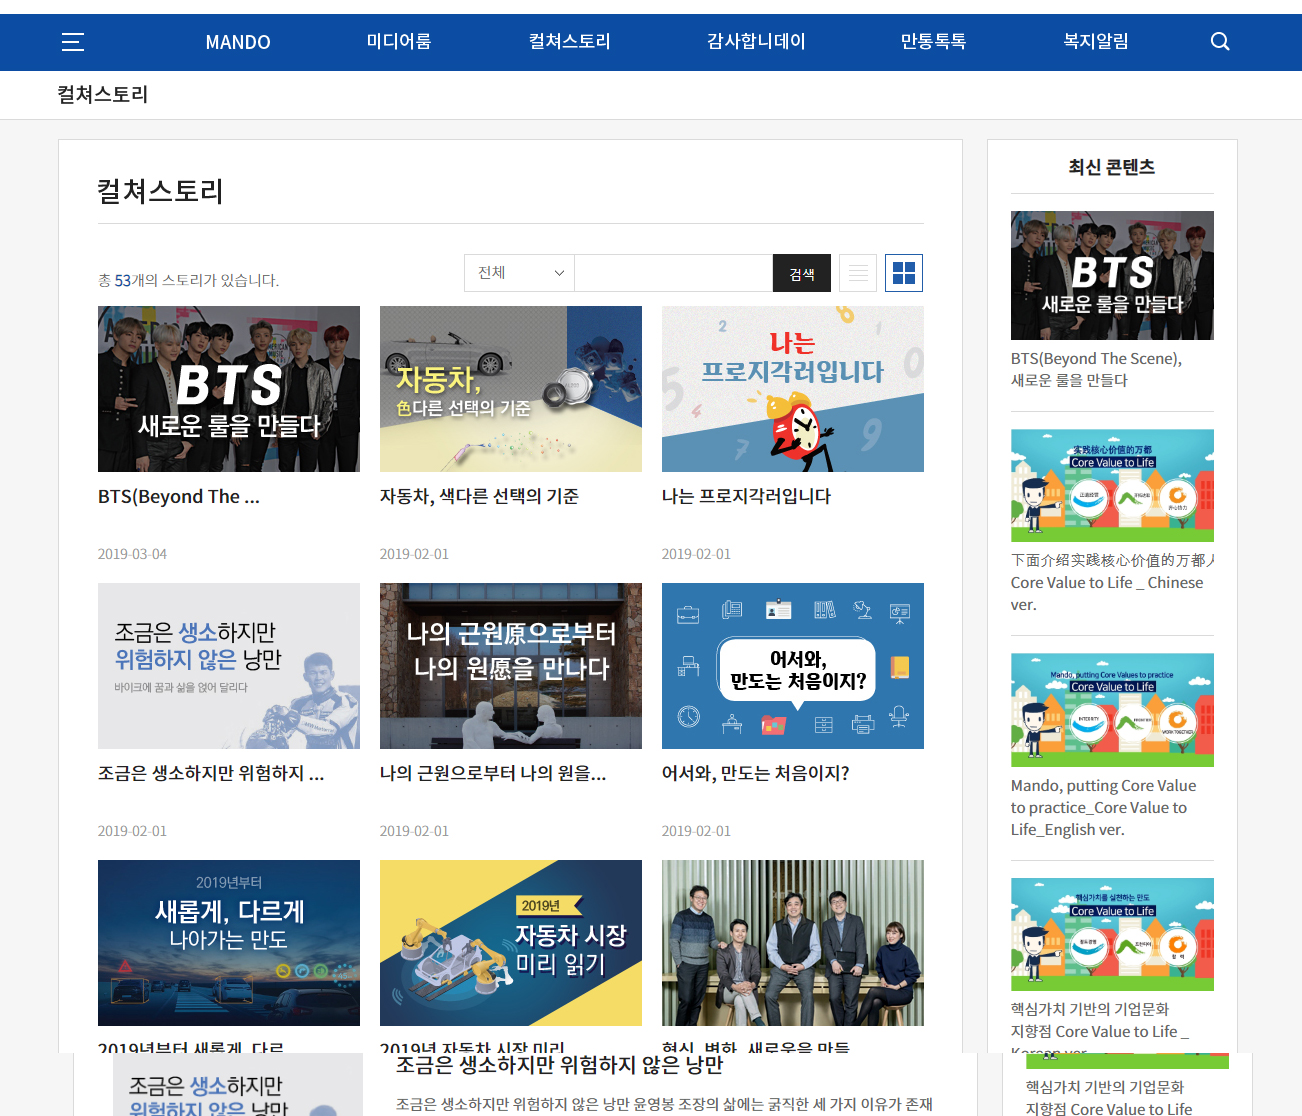 MANDO 미디어룸 컬쳐스토리 감사합니데이 만통톡톡 복지알림
컬쳐스토리
컬쳐스토리
총 53개의 스토리가 있습니다.
전체
검색
BTS
새로운 룰을 만들다
BTS(Beyond The ...
2019-03-04
자동차,
色다른 선택의 기준
자동차, 색다른 선택의 기준
2019-02-01
나는
프로지각러입니다
나는 프로지각러입니다
2019-02-01
조금은 생소하지만
위험하지 않은 낭만
바이크에 꿈과 삶을 얹어 달리다
조금은 생소하지만 위험하지 ...
2019-02-01
나의 근원原으로부터
나의 원愿을 만나다
나의 근원으로부터 나의 원을...
2019-02-01
어서와,
만도는 처음이지?
어서와, 만도는 처음이지?
2019-02-01
2019년부터
새롭게, 다르게
나아가는 만도
2019년부터 새롭게, 다르
2019년
자동차 시장
미리 읽기
2019년 자동차 시장 미리
혁신, 변화, 새로움을 만들
조금은 생소하지만
위험하지 않은 낭만
조금은 생소하지만 위험하지 않은 낭만
조금은 생소하지만 위험하지 않은 낭만 윤영봉 조장의 삶에는 굵직한 세 가지 이유가 존재
최신 콘텐츠
BTS
새로운 룰을 만들다
BTS(Beyond The Scene),
새로운 룰을 만들다
实践核心价值的万都
Core Value to Life
下面介绍实践核心价值的万都人
Core Value to Life _ Chinese
ver.
Mando, putting Core Values to practice
Core Value to Life
INTEGRITY
WORK TOGETHER
Mando, putting Core Value
to practice_Core Value to
Life_English ver.
핵심가치를 실천하는 만도
Core Value to Life
합력
핵심가치 기반의 기업문화
지향점 Core Value to Life _
Korean ver.
핵심가치 기반의 기업문화
지향점 Core Value to Life